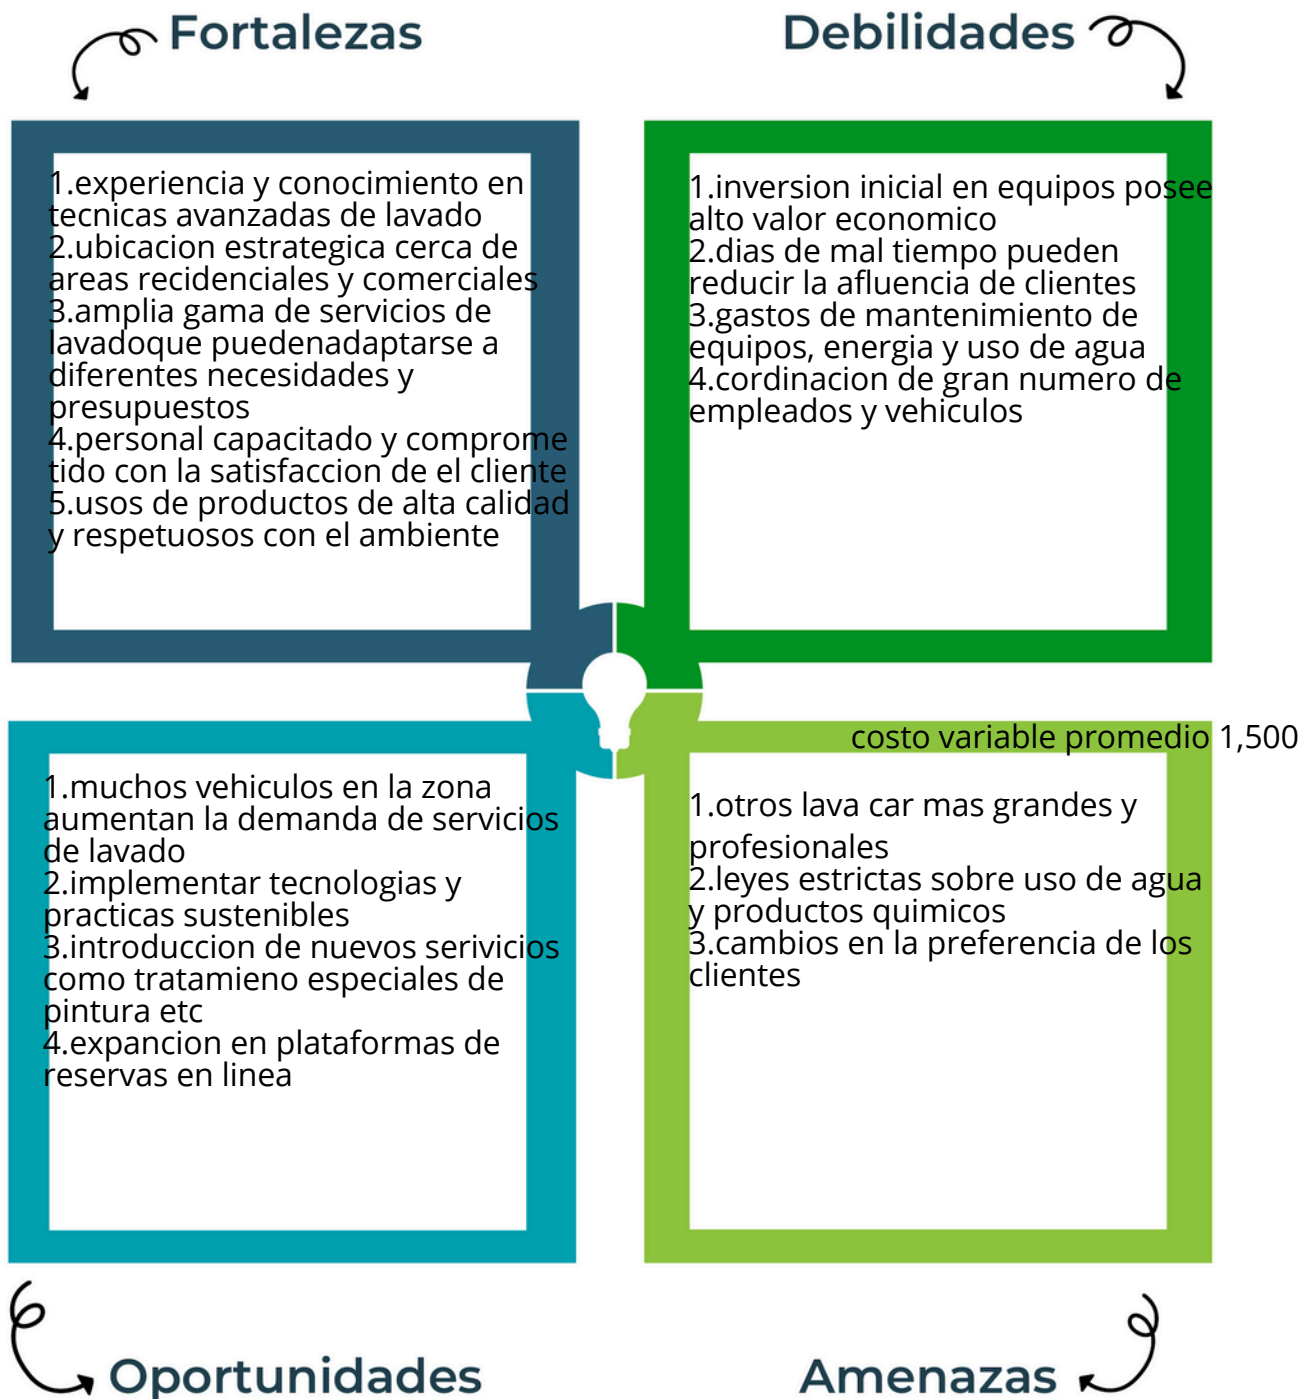 Fortalezas
1.experiencia y conocimiento en
tecnicas avanzadas de lavado
2.ubicacion estrategica cerca de
areas recidenciales y comerciales
3.amplia gama de servicios de
lavadoque puedenadaptarse a
diferentes necesidades y
presupuestos
4.personal capacitado y comprome
tido con la satisfaccion de el cliente
5.usos de productos de alta calidad
y respetuosos con el ambiente
Debilidades
1.inversion inicial en equipos posee
alto valor economico
2.dias de mal tiempo pueden
reducir la afluencia de clientes
3.gastos de mantenimiento de
equipos, energia y uso de agua
4.cordinacion de gran numero de
empleados y vehiculos
1.muchos vehiculos en la zona
aumentan la demanda de servicios
de lavado
2.implementar tecnologias y
practicas sustenibles
3.introduccion de nuevos serivicios
como tratamieno especiales de
pintura etc
4.expancion en plataformas de
reservas en linea
Oportunidades
costo variable promedio 1,500
1.otros lava car mas grandes y
profesionales
2.leyes estrictas sobre uso de agua
y productos quimicos
3.cambios en la preferencia de los
clientes
Amenazas